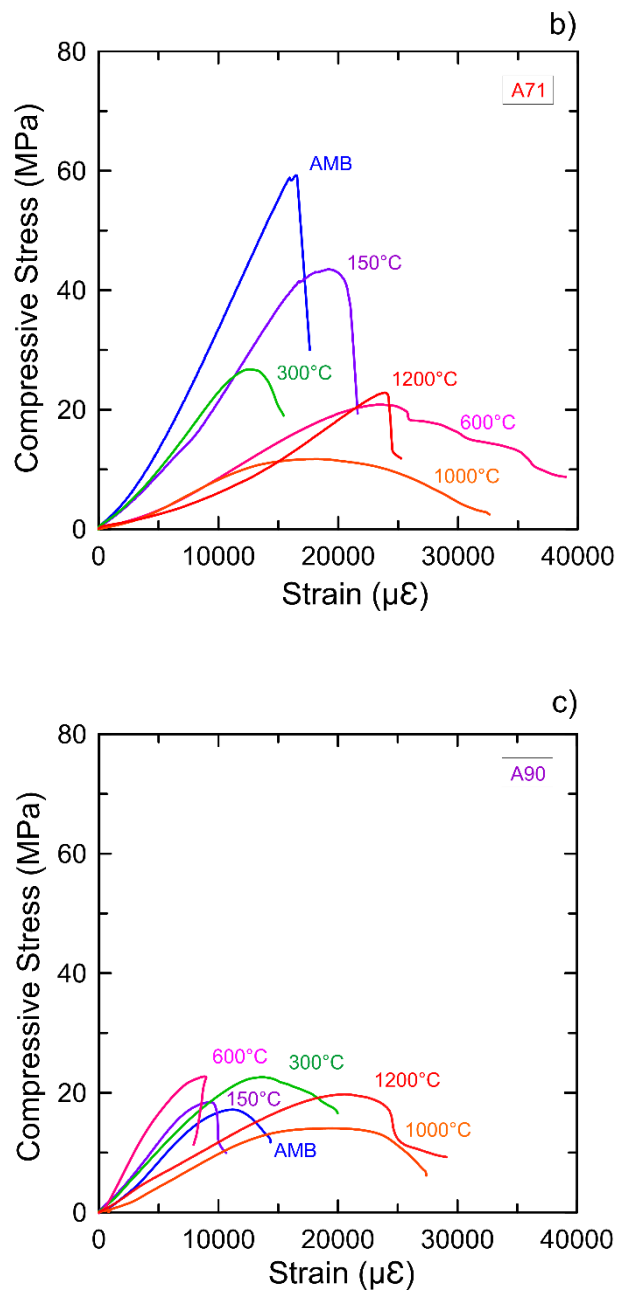 b)
80
A71
60
AMB
150°C
40
300°C
1200°C
20
600°C
1000°C
0
0 10000 20000 30000 40000
Strain (µƐ)
Compressive Stress (MPa)
c)
80
A90
60
40
600°C
300°C
1200°C
20
150°C
1000°C
AMB
0
0 10000 20000 30000 40000
Strain (µƐ)
Compressive Stress (MPa)